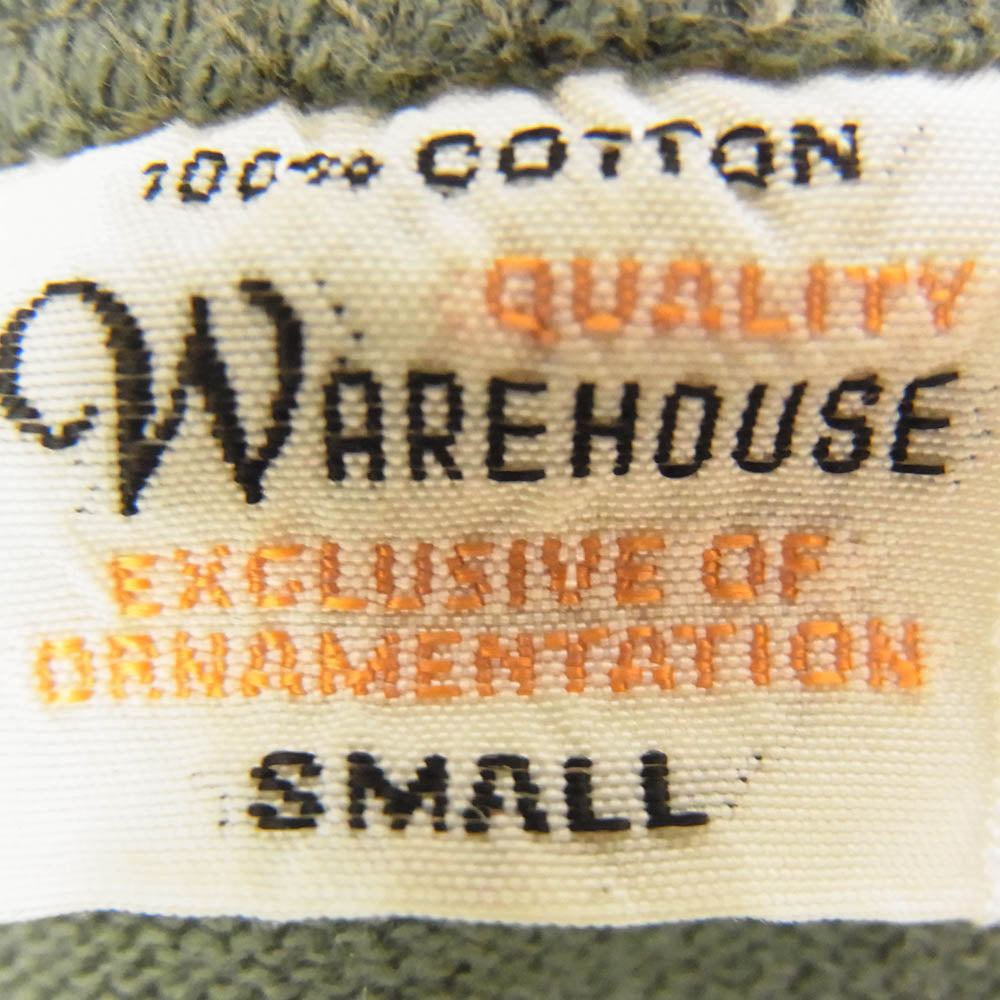 100% COTTON
QUALITY
WAREHOUSE
EXCLUSIVE OF
ORNAMENTATION
SMALL